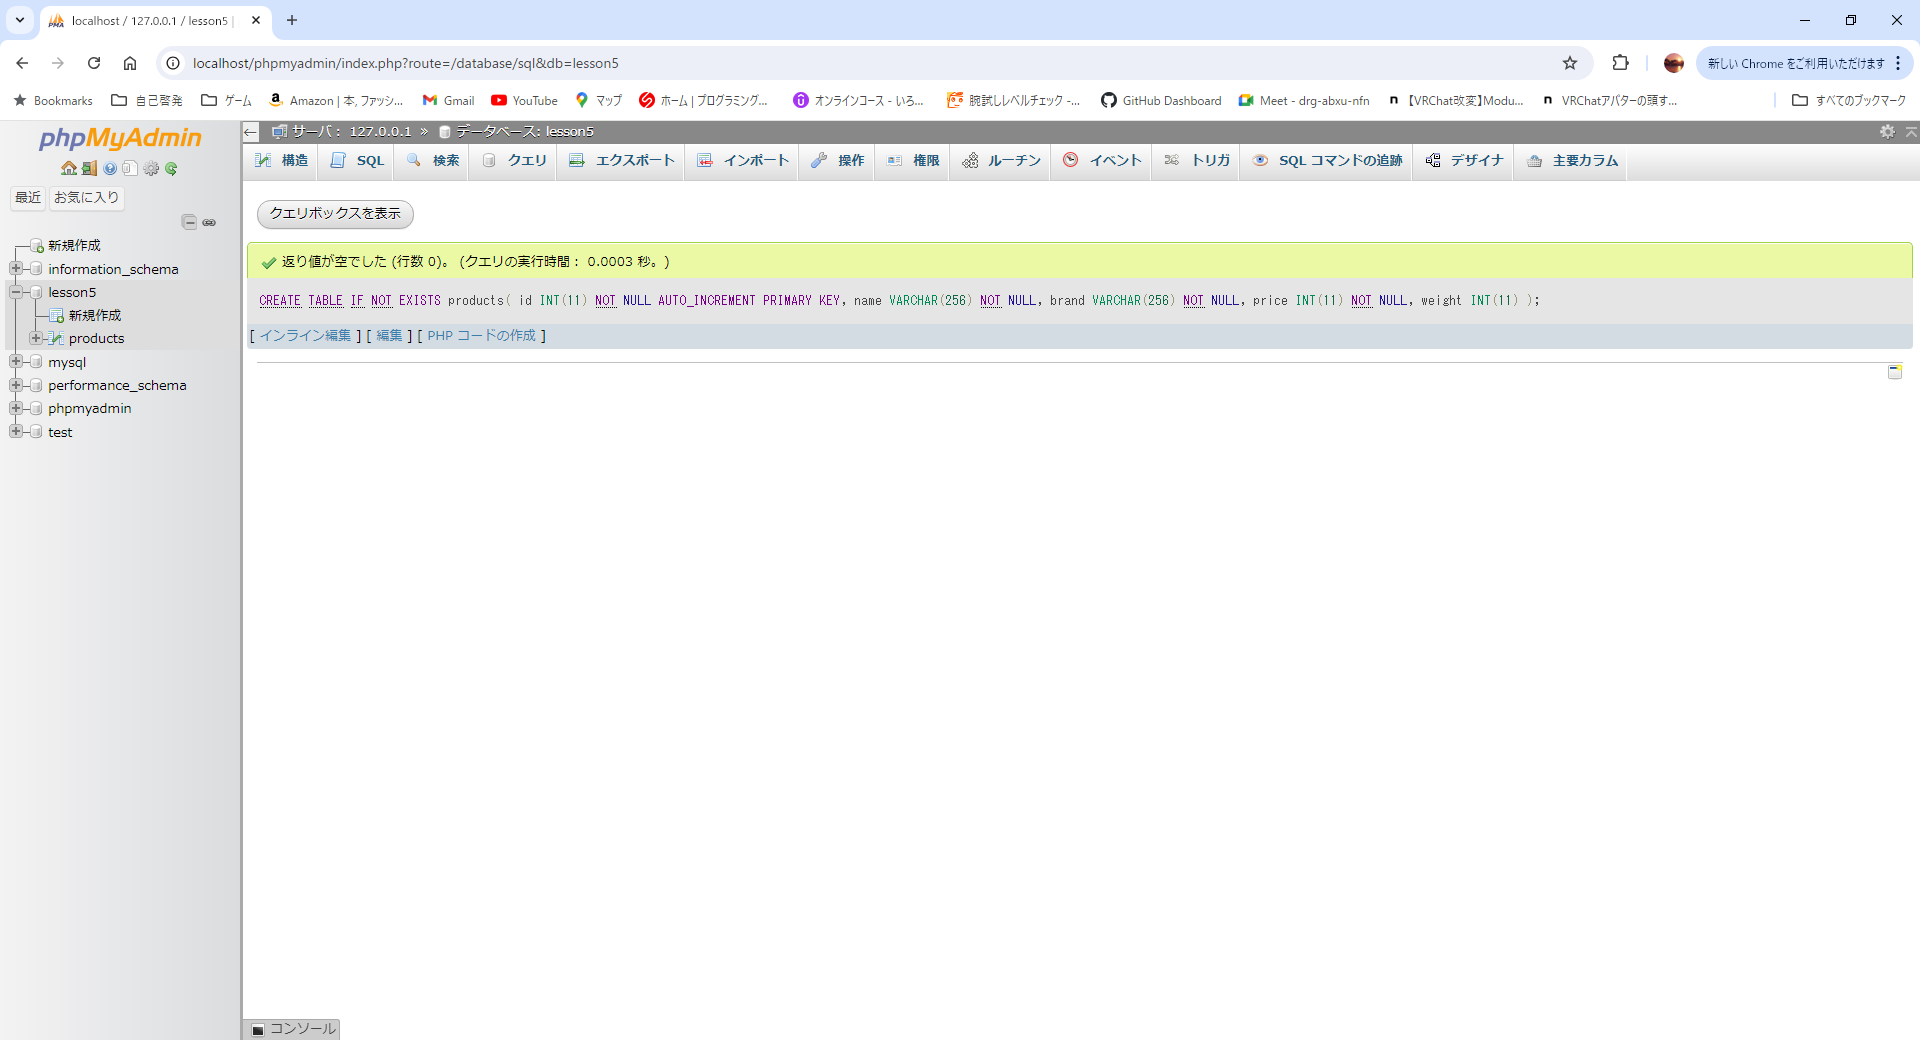 localhost / 127.0.0.1 / lesson5 |
localhost/phpmyadmin/index.php?route=/database/sql&db=lesson5
新しい Chrome をご利用いただけます
Bookmarks 自己啓発 ゲーム Amazon | 本, ファッシ... Gmail YouTube マップ ホーム | プログラミング... オンラインコース - いろ... 腕試しレベルチェック -... GitHub Dashboard Meet - drg-abxu-nfn 【VRChat改変】Modu... VRChatアバターの頭す... すべてのブックマーク
phpMyAdmin
最近 お気に入り
新規作成
information_schema
lesson5
新規作成
products
mysql
performance_schema
phpmyadmin
test
サーバ: 127.0.0.1 » データベース: lesson5
構造 SQL 検索 クエリ エクスポート インポート 操作 権限 ルーチン イベント トリガ SQL コマンドの追跡 デザイナ 主要カラム
クエリボックスを表示
返り値が空でした (行数 0)。 (クエリの実行時間: 0.0003 秒。)
CREATE TABLE IF NOT EXISTS products( id INT(11) NOT NULL AUTO_INCREMENT PRIMARY KEY, name VARCHAR(256) NOT NULL, brand VARCHAR(256) NOT NULL, price INT(11) NOT NULL, weight INT(11) );
[ インライン編集 ] [ 編集 ] [ PHP コードの作成 ]
コンソール